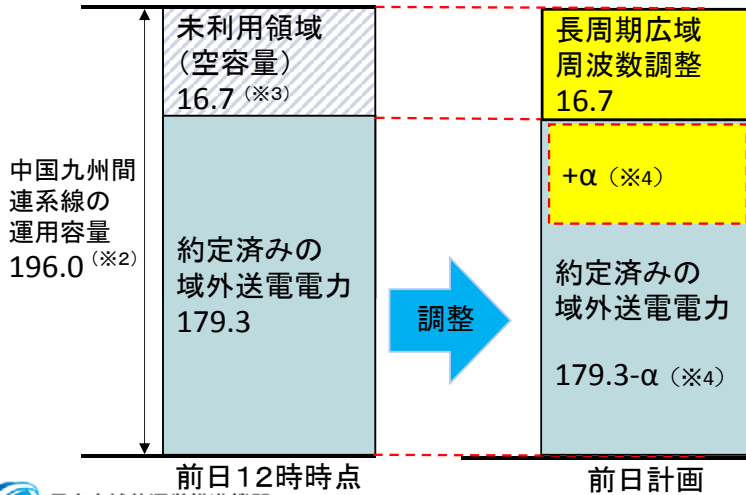 未利用領域
(空容量)
16.7 (※3)
長周期広域
周波数調整
16.7
中国九州間
連系線の
運用容量
196.0 (※2)
+α (※4)
約定済みの
域外送電電力
179.3
調整
約定済みの
域外送電電力
179.3-α (※4)
前日12時時点
前日計画